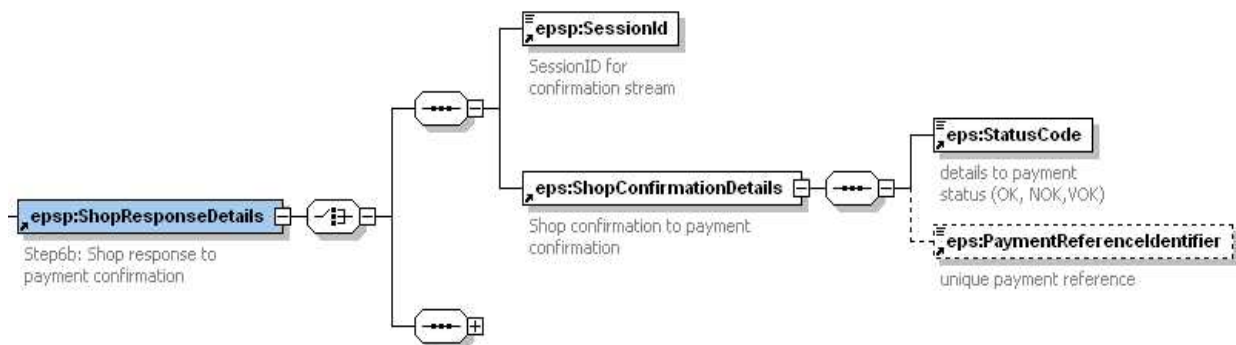 epsp:SessionId
SessionID for
confirmation stream
eps:StatusCode
details to payment
status (OK, NOK,VOK)
eps:ShopConfirmationDetails
Shop confirmation to payment
confirmation
epsp:ShopResponseDetails
Step6b: Shop response to
payment confirmation
eps:PaymentReferenceIdentifier
unique payment reference